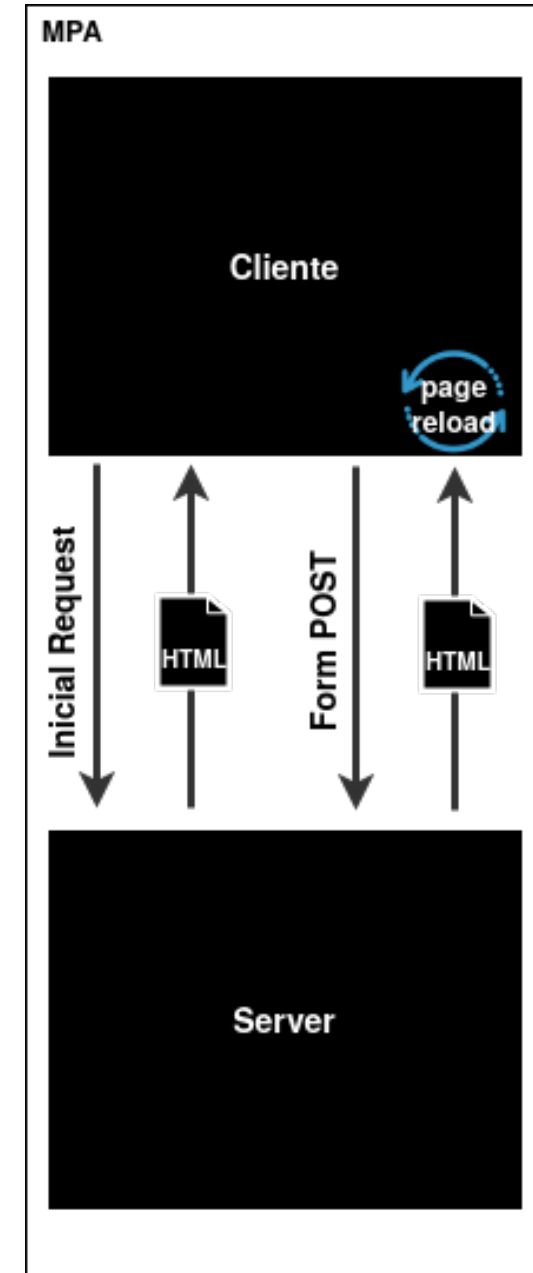 MPA
Cliente
page
reload
Inicial Request
HTML
Form POST
HTML
Server